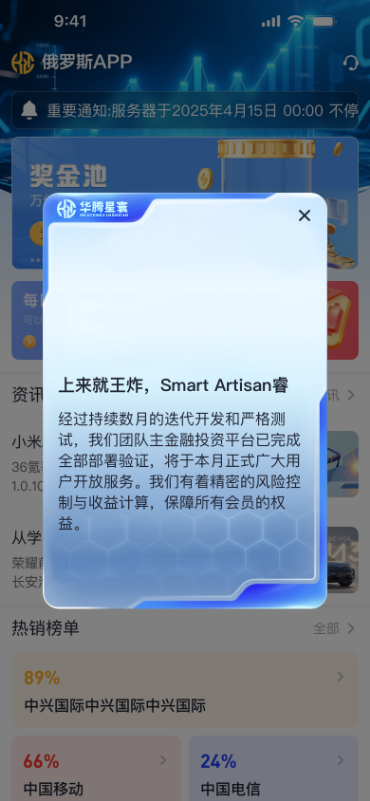 9:41
俄罗斯APP
重要通知:服务器于2025年4月15日 00:00 不停
奖金池
万
华腾星寰
每
可以
上来就王炸，Smart Artisan睿
经过持续数月的迭代开发和严格测
试，我们团队主金融投资平台已完成
全部部署验证，将于本月正式广大用
户开放服务。我们有着精密的风险控
制与收益计算，保障所有会员的权
益。
资讯
讯
小米
36氪
1.0.10
从学
荣耀前
长安汽
热销榜单
全部
89%
中兴国际中兴国际中兴国际
66%
中国移动
24%
中国电信